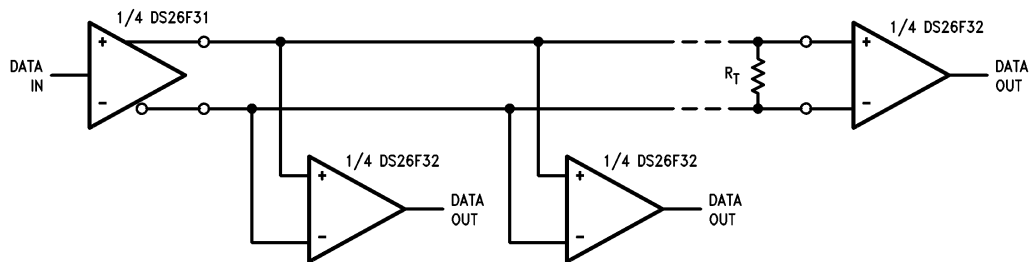 1/4 DS26F31
1/4 DS26F32
DATA
IN
+
−
R_T
+
−
DATA
OUT
1/4 DS26F32
1/4 DS26F32
+
−
DATA
OUT
+
−
DATA
OUT